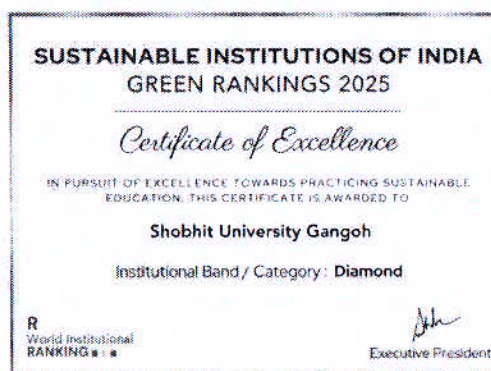 SUSTAINABLE INSTITUTIONS OF INDIA
GREEN RANKINGS 2025
Certificate of Excellence
IN PURSUIT OF EXCELLENCE TOWARDS PRACTICING SUSTAINABLE
EDUCATION, THIS CERTIFICATE IS AWARDED TO
Shobhit University Gangoh
Institutional Band / Category : Diamond
R
World Institutional
RANKING
Executive President